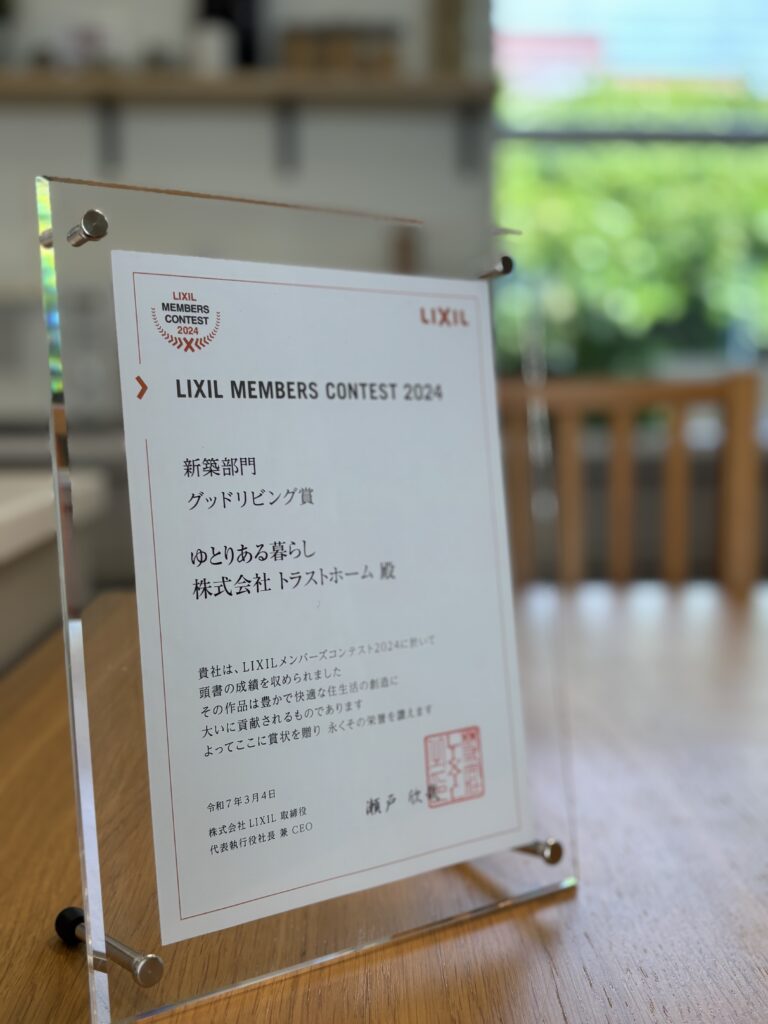 LIXIL
MEMBERS
CONTEST
2024
LIXIL
LIXIL MEMBERS CONTEST 2024
新築部門
グッドリビング賞
ゆとりある暮らし
株式会社 トラストホーム 殿
貴社は、LIXILメンバーズコンテスト2024に於いて
頭書の成績を収められました
その作品は豊かで快適な住生活の創造に
大いに貢献されるものであります
よってここに賞状を贈り 永くその栄誉を讃えます
令和7年3月4日
株式会社 LIXIL 取締役
代表執行役社長 兼 CEO
瀬戸 欣哉